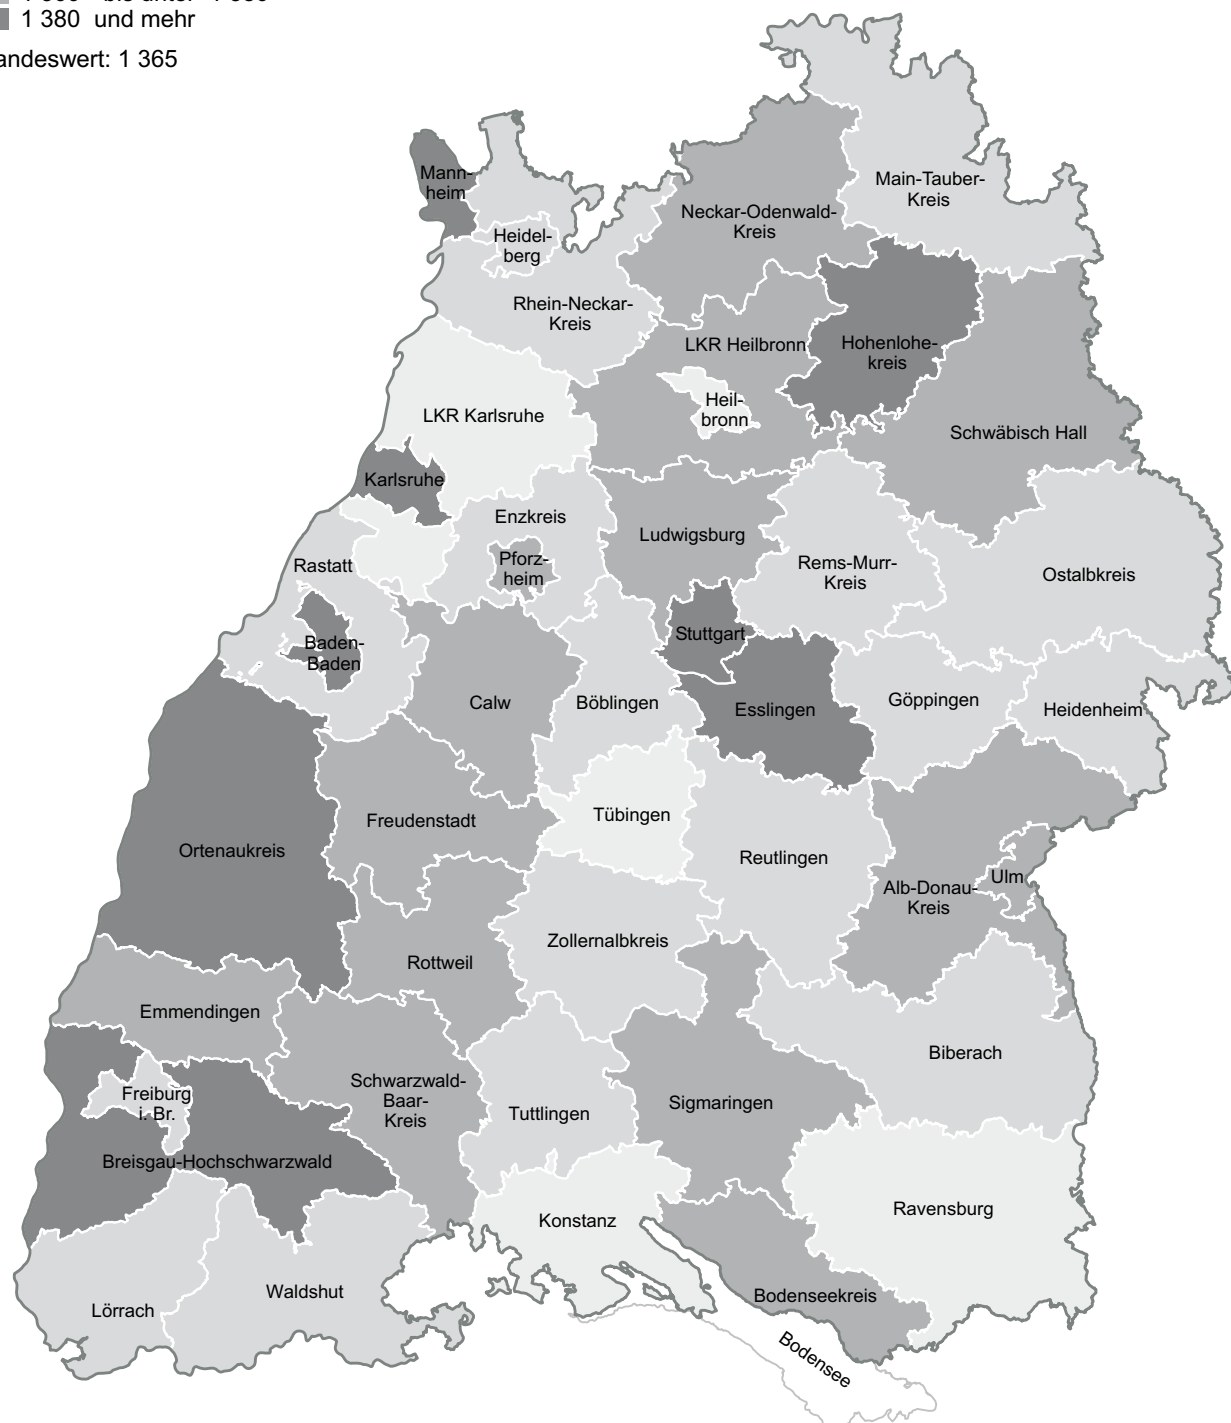 1 380 und mehr
andeswert: 1 365
Mann-
heim
Main-Tauber-
Kreis
Neckar-Odenwald-
Kreis
Heidel-
berg
Rhein-Neckar-
Kreis
LKR Heilbronn
Hohenlohe-
kreis
Heil-
bronn
LKR Karlsruhe
Schwäbisch Hall
Karlsruhe
Enzkreis
Ludwigsburg
Pforz-
heim
Rastatt
Rems-Murr-
Kreis
Ostalbkreis
Stuttgart
Baden-
Baden
Calw
Böblingen
Esslingen
Göppingen
Heidenheim
Tübingen
Freudenstadt
Ortenaukreis
Reutlingen
Ulm
Alb-Donau-
Kreis
Zollernalbkreis
Rottweil
Emmendingen
Biberach
Schwarzwald-
Baar-
Kreis
Freiburg
i. Br.
Tuttlingen
Sigmaringen
Breisgau-Hochschwarzwald
Ravensburg
Konstanz
Waldshut
Bodenseekreis
Lörrach
Bodensee